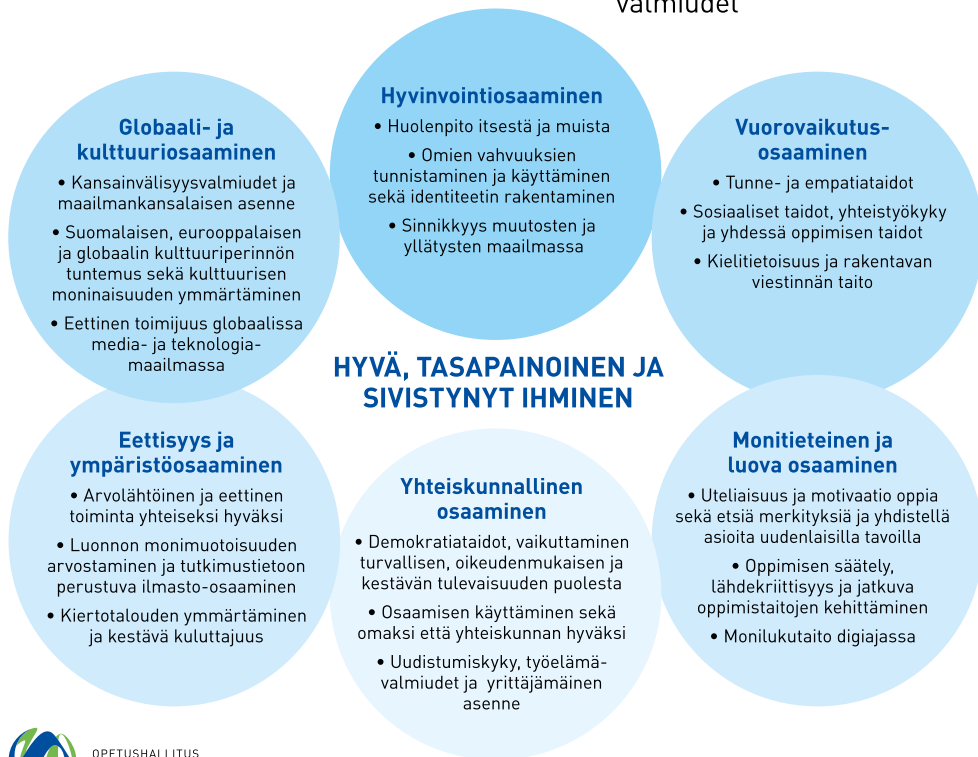 valmiudet
Hyvinvointiosaaminen
• Huolenpito itsestä ja muista
• Omien vahvuuksien
tunnistaminen ja käyttäminen
sekä identiteetin rakentaminen
• Sinnikkyys muutosten ja
yllätysten maailmassa
Globaali- ja
kulttuuriosaaminen
• Kansainvälisyysvalmiudet ja
maailmankansalaisen asenne
• Suomalaisen, eurooppalaisen
ja globaalin kulttuuriperinnön
tuntemus sekä kulttuurisen
moninaisuuden ymmärtäminen
• Eettinen toimijuus globaalissa
media- ja teknologia-
maailmassa
Vuorovaikutus-
osaaminen
• Tunne- ja empatiataidot
• Sosiaaliset taidot, yhteistyökyky
ja yhdessä oppimisen taidot
• Kielitietoisuus ja rakentavan
viestinnän taito
HYVÄ, TASAPAINOINEN JA
SIVISTYNYT IHMINEN
Eettisyys ja
ympäristöosaaminen
• Arvolähtöinen ja eettinen
toiminta yhteiseksi hyväksi
• Luonnon monimuotoisuuden
arvostaminen ja tutkimustietoon
perustuva ilmasto-osaaminen
• Kiertotalouden ymmärtäminen
ja kestävä kuluttajuus
Yhteiskunnallinen
osaaminen
• Demokratiataidot, vaikuttaminen
turvallisen, oikeudenmukaisen ja
kestävän tulevaisuuden puolesta
• Osaamisen käyttäminen sekä
omaksi että yhteiskunnan hyväksi
• Uudistumiskyky, työelämä-
valmiudet ja yrittäjämäinen
asenne
Monitieteinen ja
luova osaaminen
• Uteliaisuus ja motivaatio oppia
sekä etsiä merkityksiä ja yhdistellä
asioita uudenlaisilla tavoilla
• Oppimisen säätely,
lähdekriittisyys ja jatkuva
oppimistaitojen kehittäminen
• Monilukutaito digiajassa
OPETUSHALLITUS